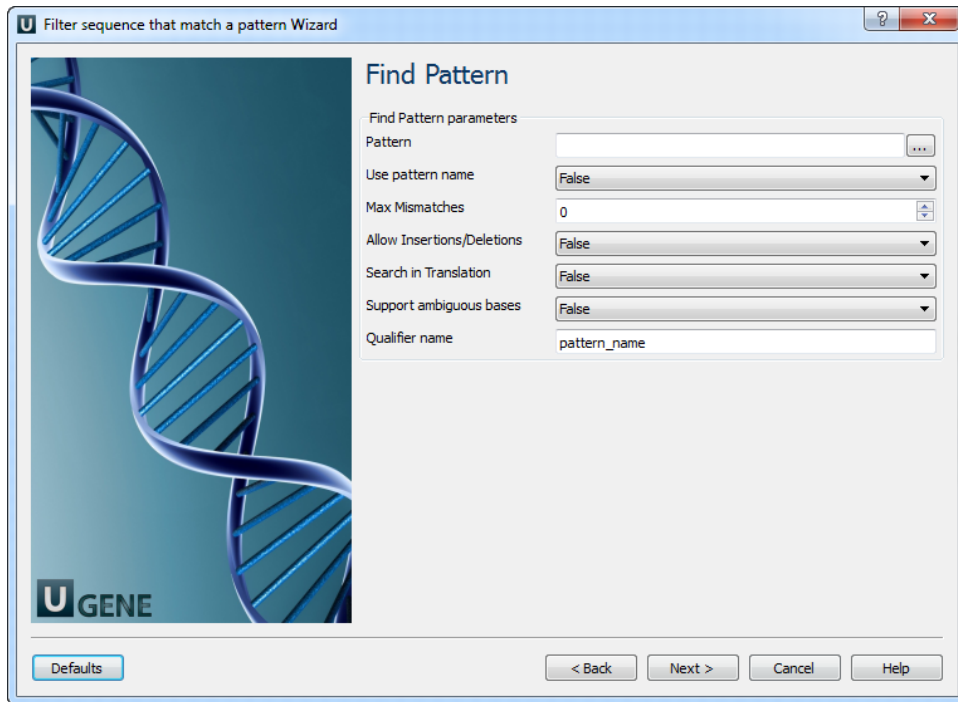 U Filter sequence that match a pattern Wizard
Find Pattern
Find Pattern parameters
Pattern ...
Use pattern name False
Max Mismatches 0
Allow Insertions/Deletions False
Search in Translation False
Support ambiguous bases False
Qualifier name pattern_name
U GENE
Defaults < Back Next > Cancel Help